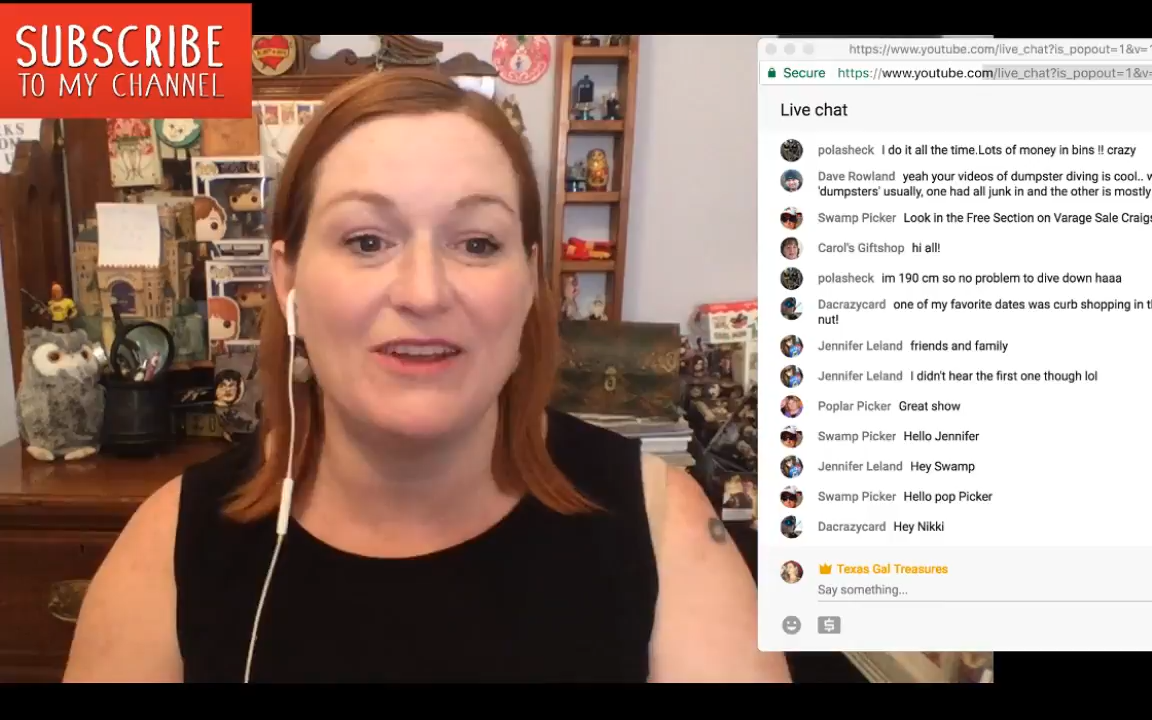 SUBSCRIBE
TO MY CHANNEL
https://www.youtube.com/live_chat?is_popout=1&v=
Secure https://www.youtube.com/live_chat?is_popout=1&v=
Live chat
polasheck I do it all the time.Lots of money in bins !! crazy
Dave Rowland yeah your videos of dumpster diving is cool..
'dumpsters' usually, one had all junk in and the other is mostly
Swamp Picker Look in the Free Section on Varage Sale Craigs
Carol's Giftshop hi all!
polasheck im 190 cm so no problem to dive down haaa
Dacrazycard one of my favorite dates was curb shopping in
nut!
Jennifer Leland friends and family
Jennifer Leland I didn't hear the first one though lol
Poplar Picker Great show
Swamp Picker Hello Jennifer
Jennifer Leland Hey Swamp
Swamp Picker Hello pop Picker
Dacrazycard Hey Nikki
Texas Gal Treasures
Say something...